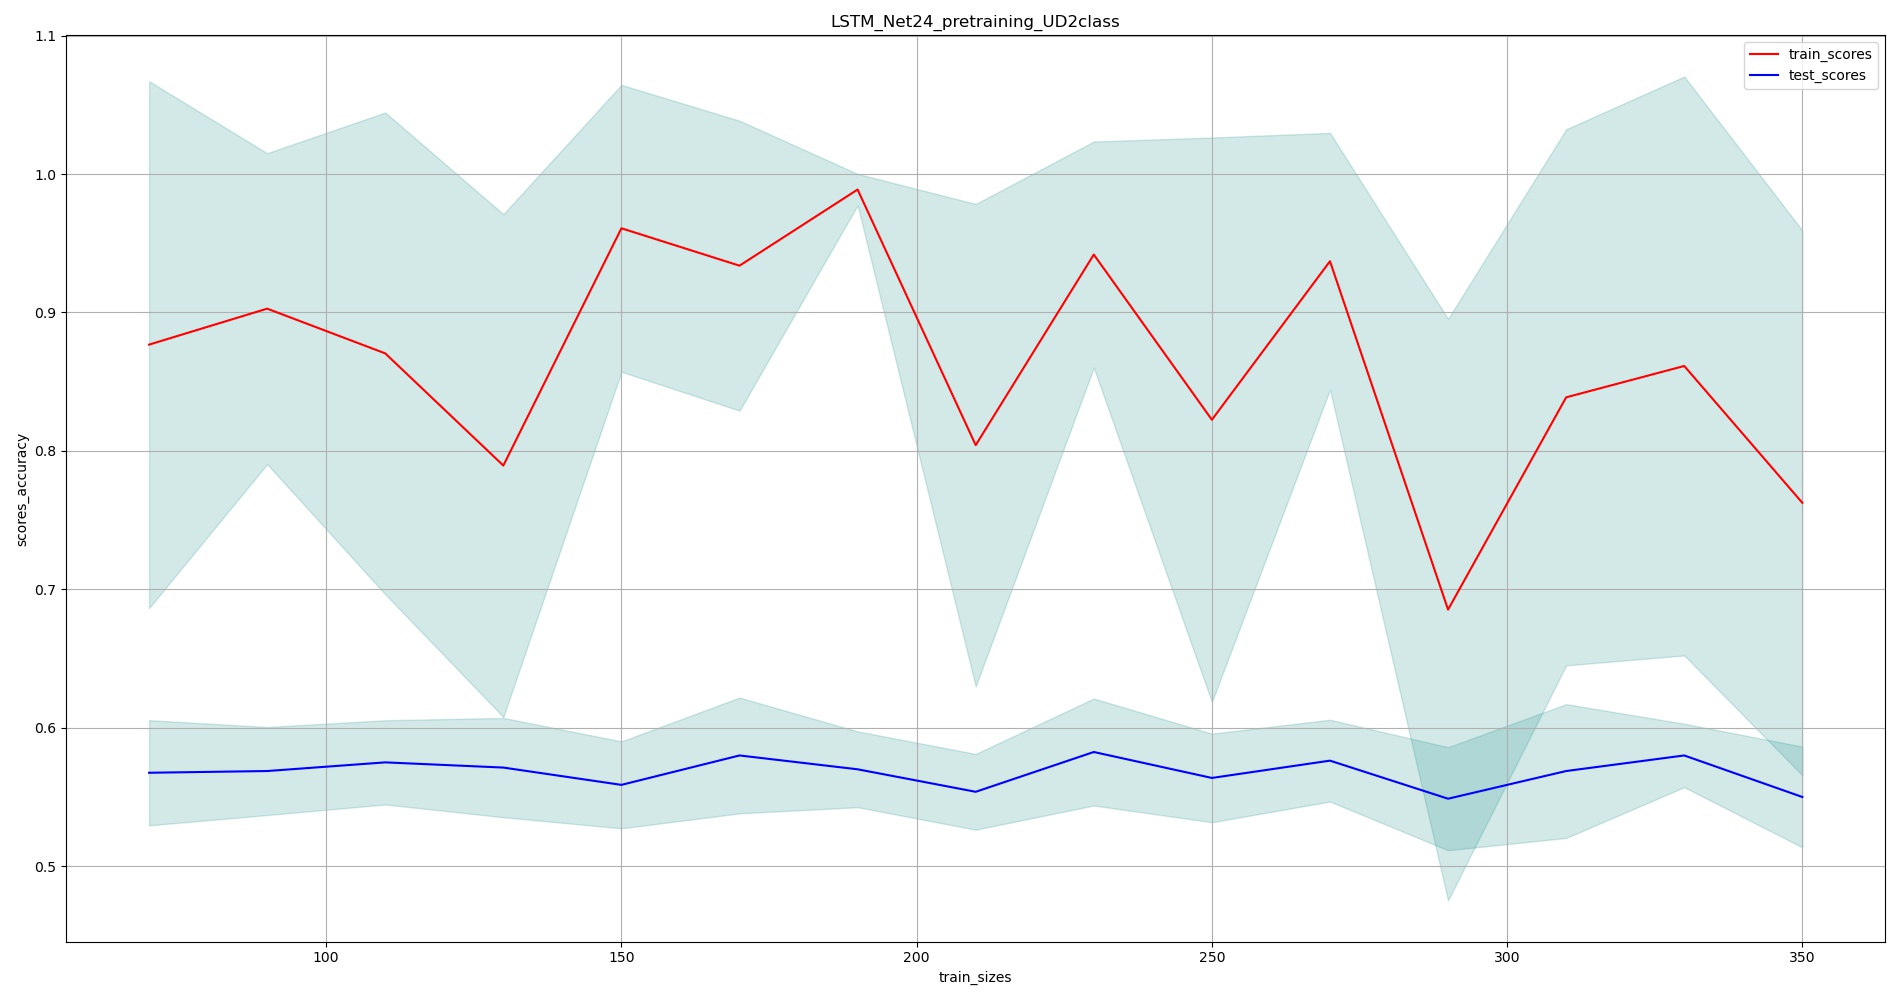 LSTM_Net24_pretraining_UD2class
train_scores
test_scores
scores_accuracy
1.1
1.0
0.9
0.8
0.7
0.6
0.5
100 150 200 250 300 350
train_sizes